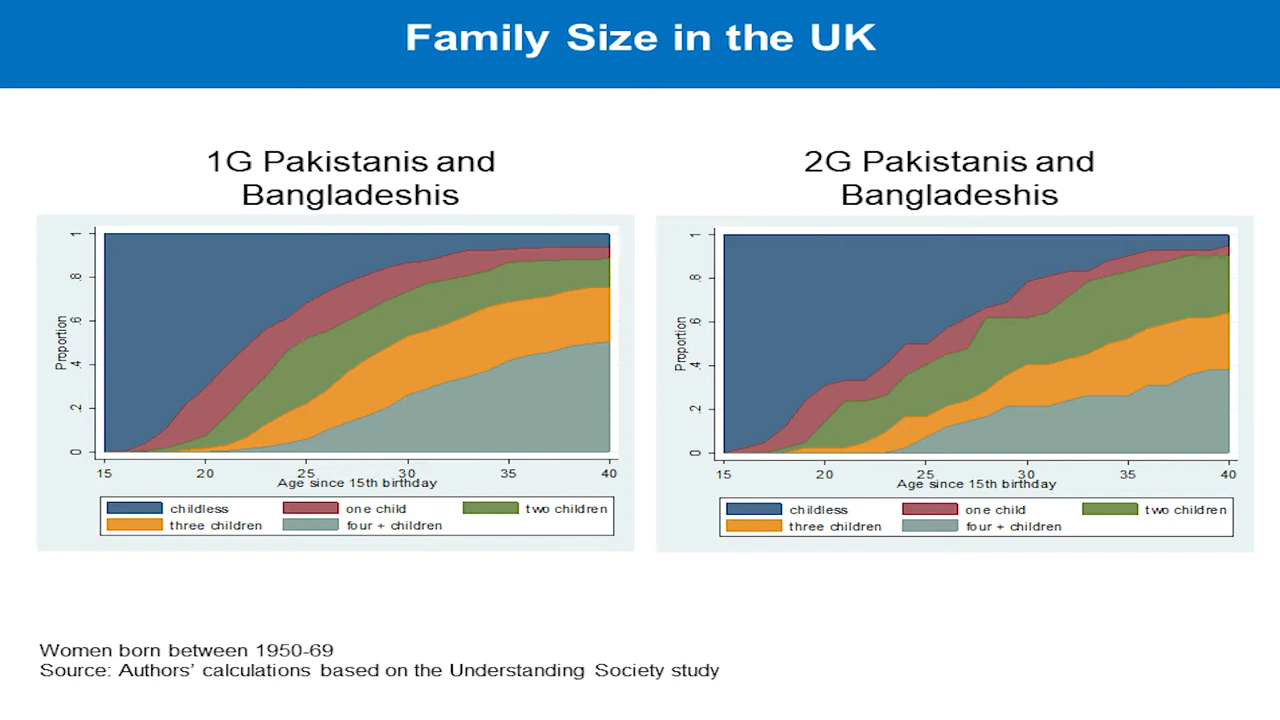 Family Size in the UK
1G Pakistanis and
Bangladeshis
Proportion
1
.8
.6
.4
.2
0
15 20 25 30 35 40
Age since 15th birthday
childless one child two children
three children four + children
2G Pakistanis and
Bangladeshis
Proportion
1
.8
.6
.4
.2
0
15 20 25 30 35 40
Age since 15th birthday
childless one child two children
three children four + children
Women born between 1950-69
Source: Authors’ calculations based on the Understanding Society study